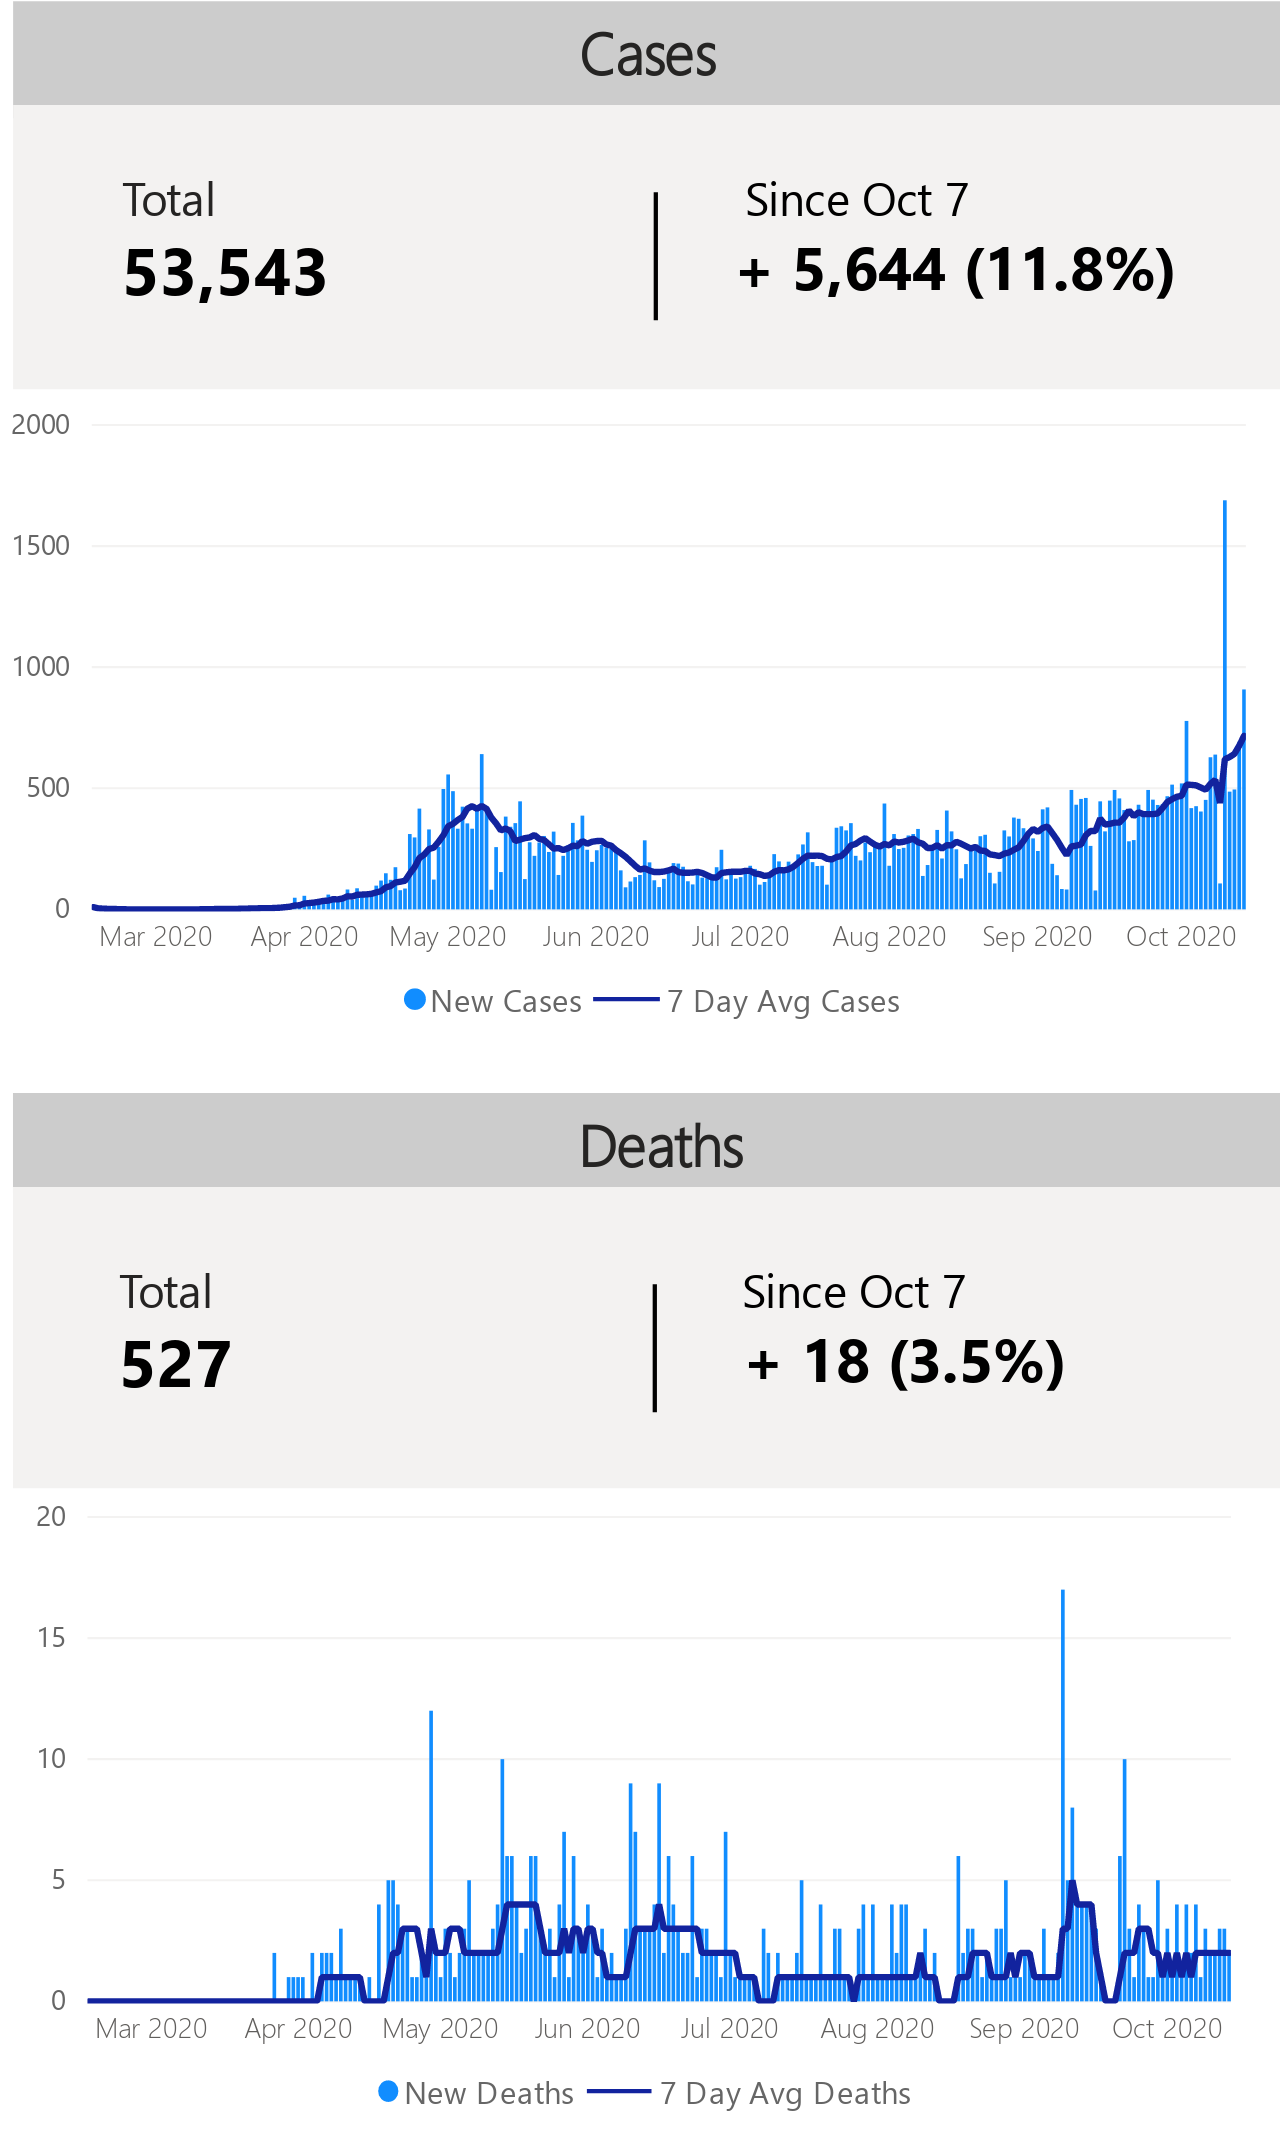 Cases
Total
Since Oct 7
53,543
+ 5,644 (11.8%)
2000
1500
1000
500
0
Mar 2020 Apr 2020 May 2020 Jun 2020 Jul 2020 Aug 2020 Sep 2020 Oct 2020
New Cases 7 Day Avg Cases
Deaths
Total
Since Oct 7
527
+ 18 (3.5%)
20
15
10
5
0
Mar 2020 Apr 2020 May 2020 Jun 2020 Jul 2020 Aug 2020 Sep 2020 Oct 2020
New Deaths 7 Day Avg Deaths